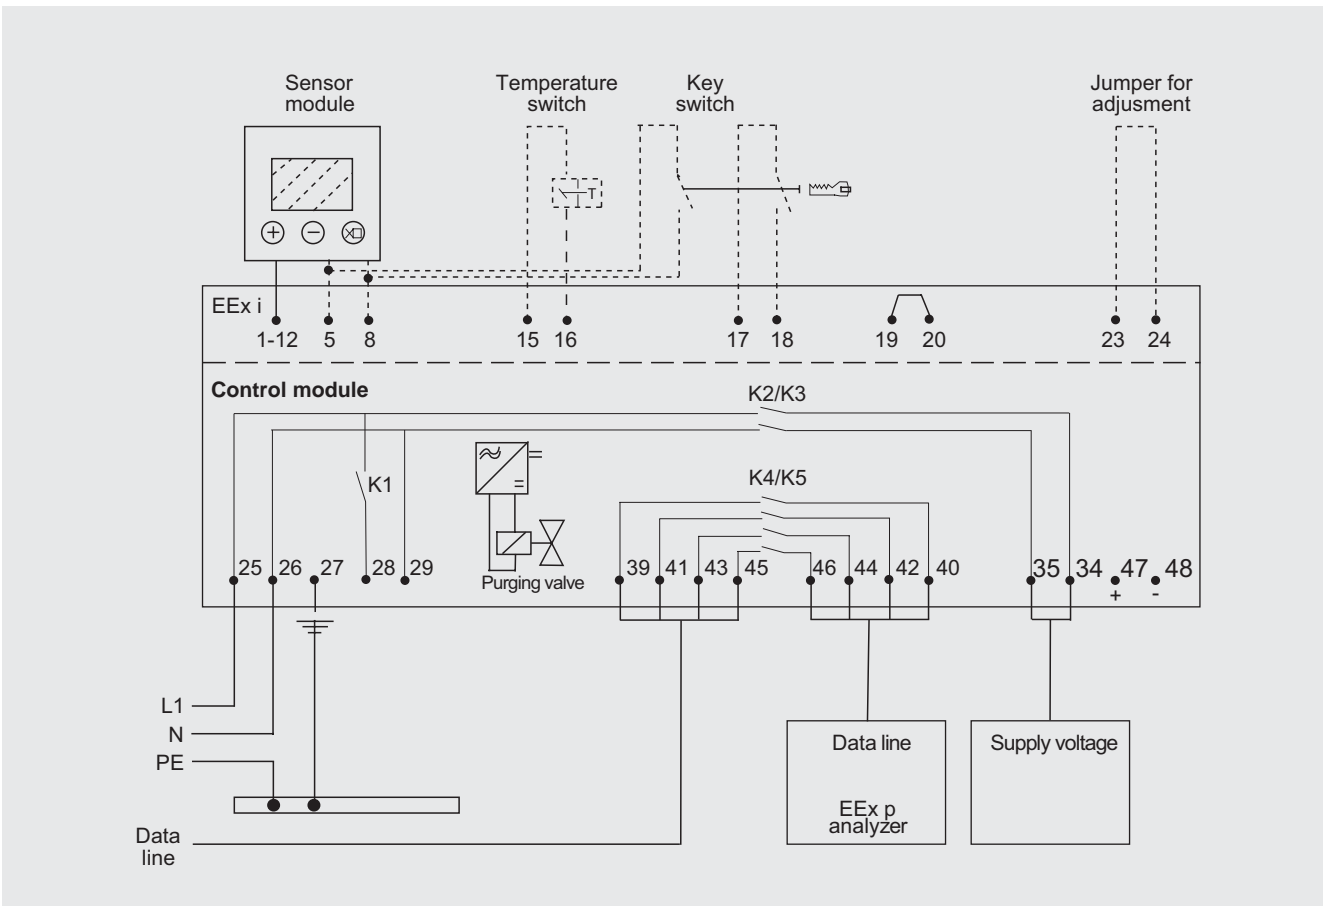 Sensor
module
Temperature
switch
Key
switch
Jumper for
adjusment
T
EEx i
1-12 5 8 15 16 17 18 19 20 23 24
Control module
K2/K3
K1
K4/K5
25 26 27 28 29
Purging valve
39 41 43 45 46 44 42 40 35 34 47 48
+ -
L1
N
PE
Data
line
Data line
EEx p
analyzer
Supply voltage